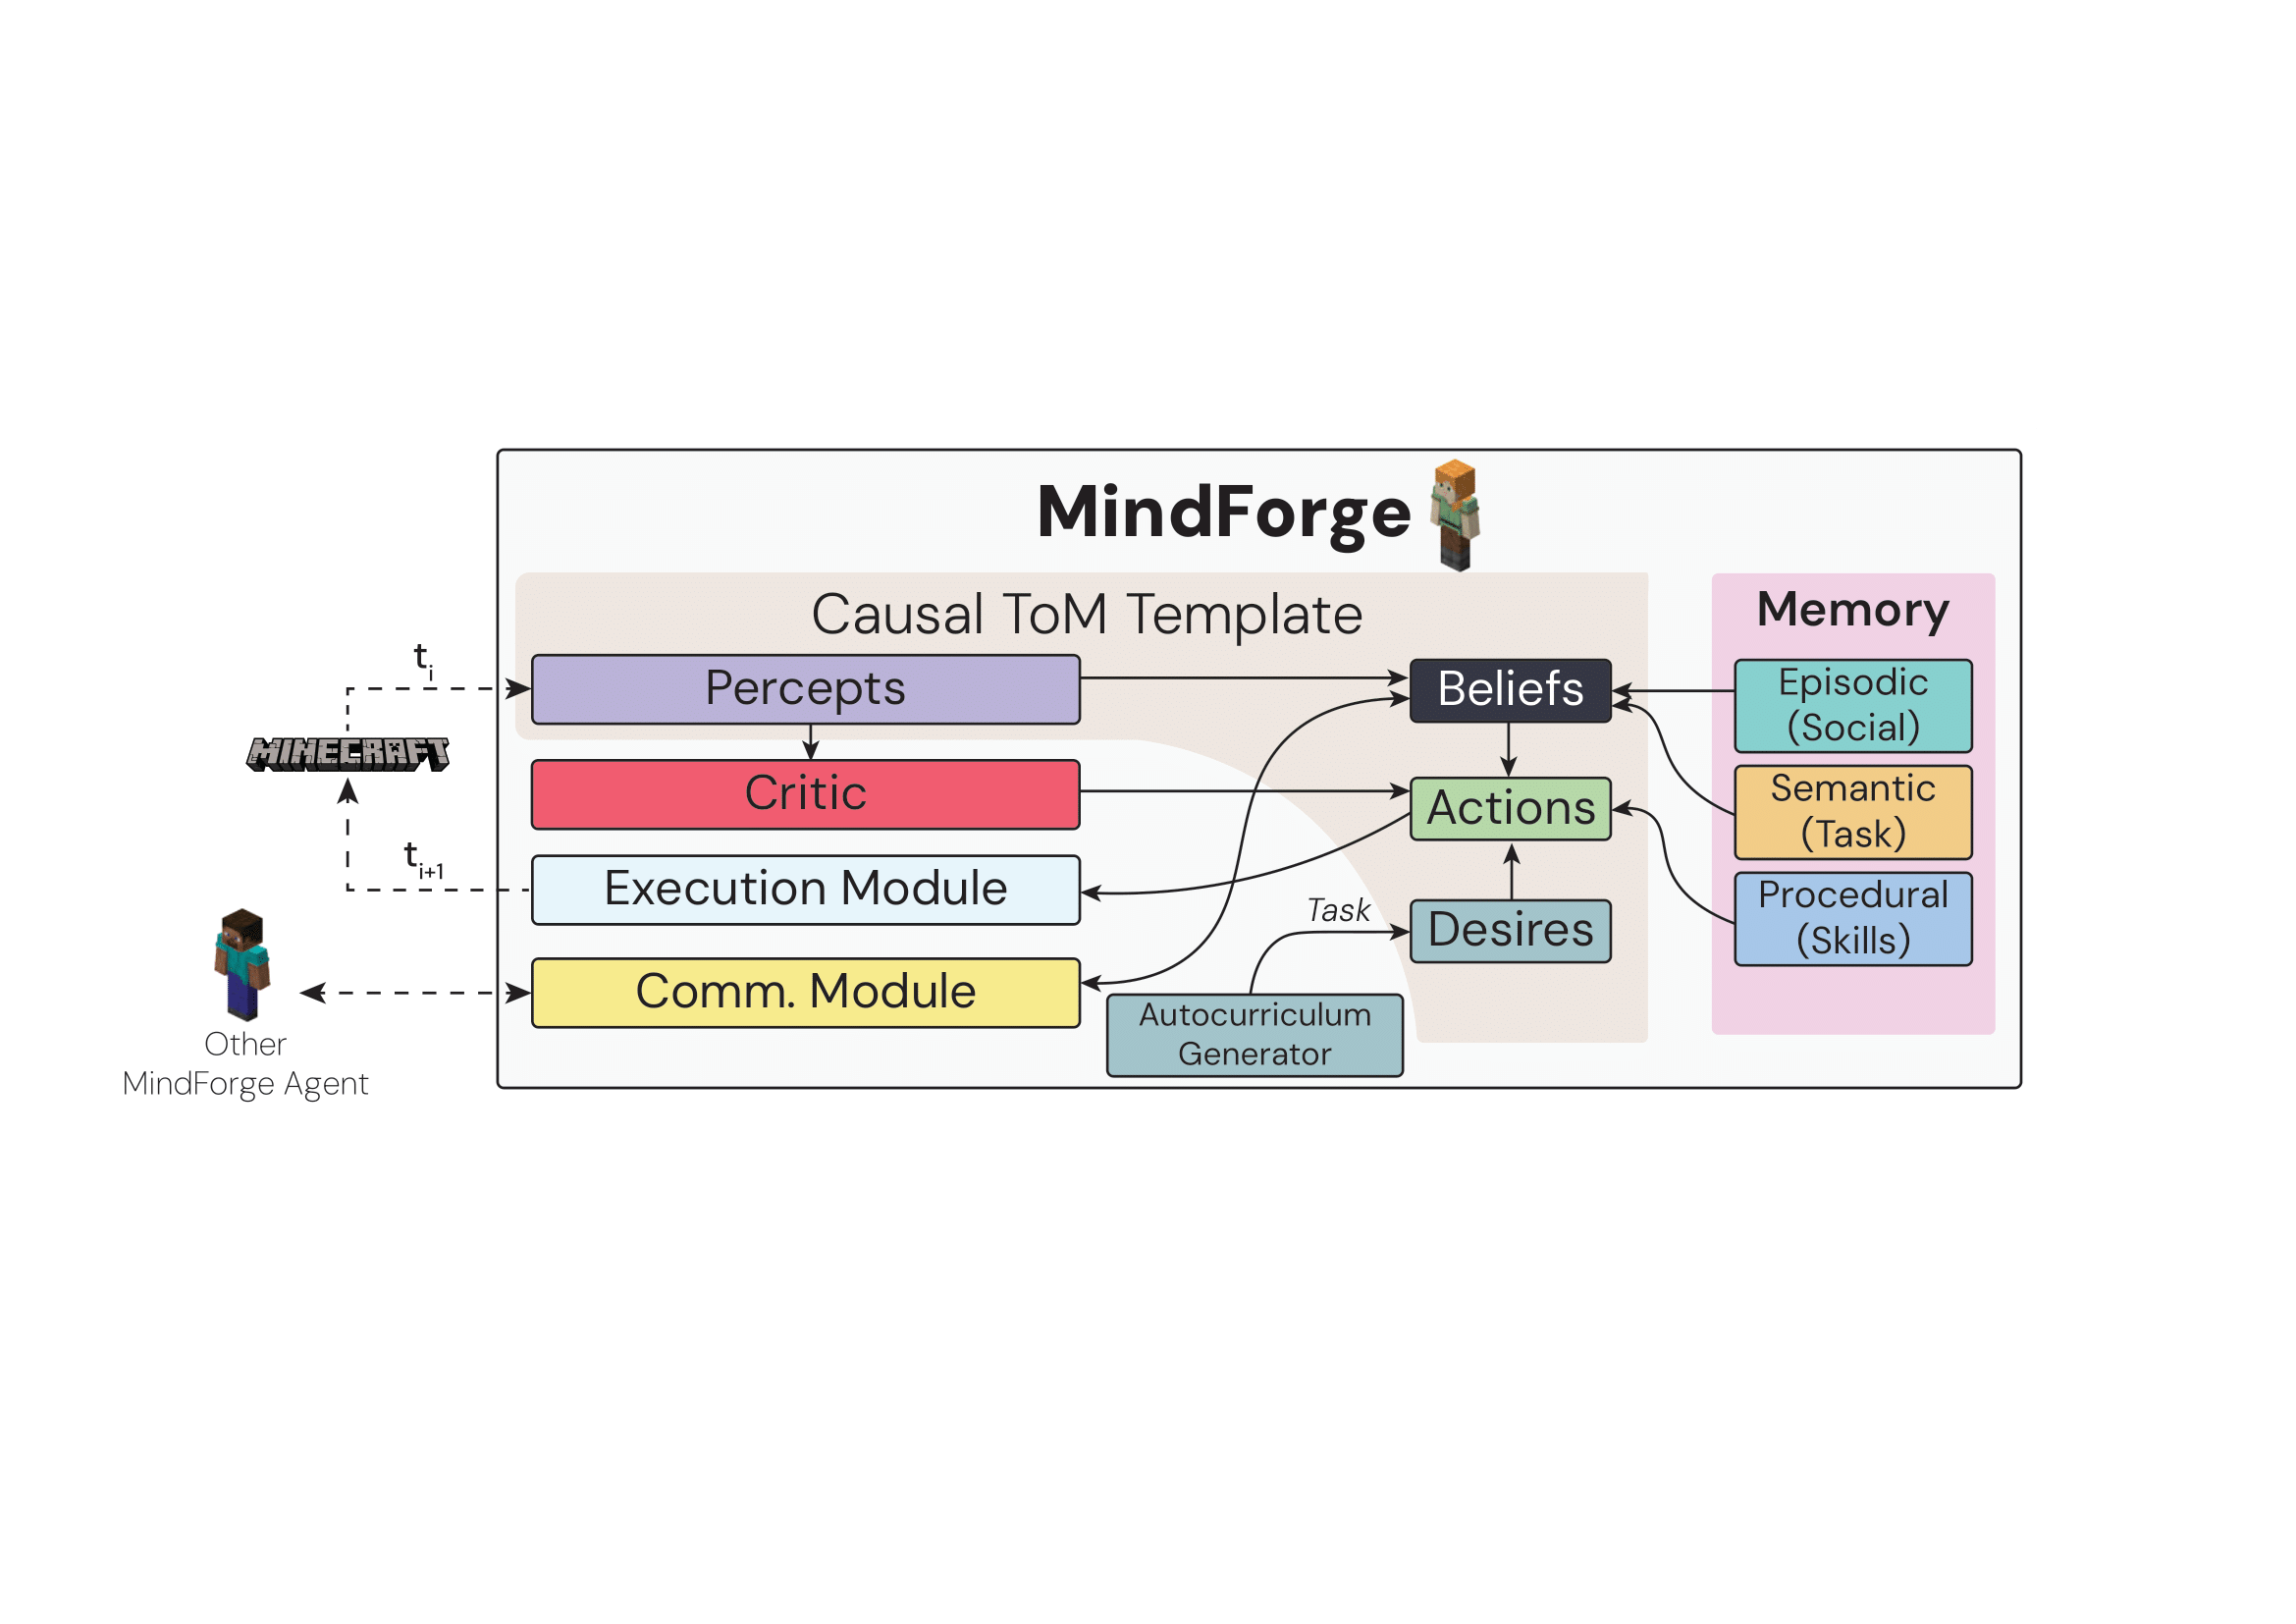 MindForge
Causal ToM Template
Memory
Percepts
Beliefs
Episodic
(Social)
t_i
MINECRAFT
Critic
Actions
Semantic
(Task)
t_{i+1}
Execution Module
Task
Desires
Procedural
(Skills)
Comm. Module
Autocurriculum
Generator
Other
MindForge Agent